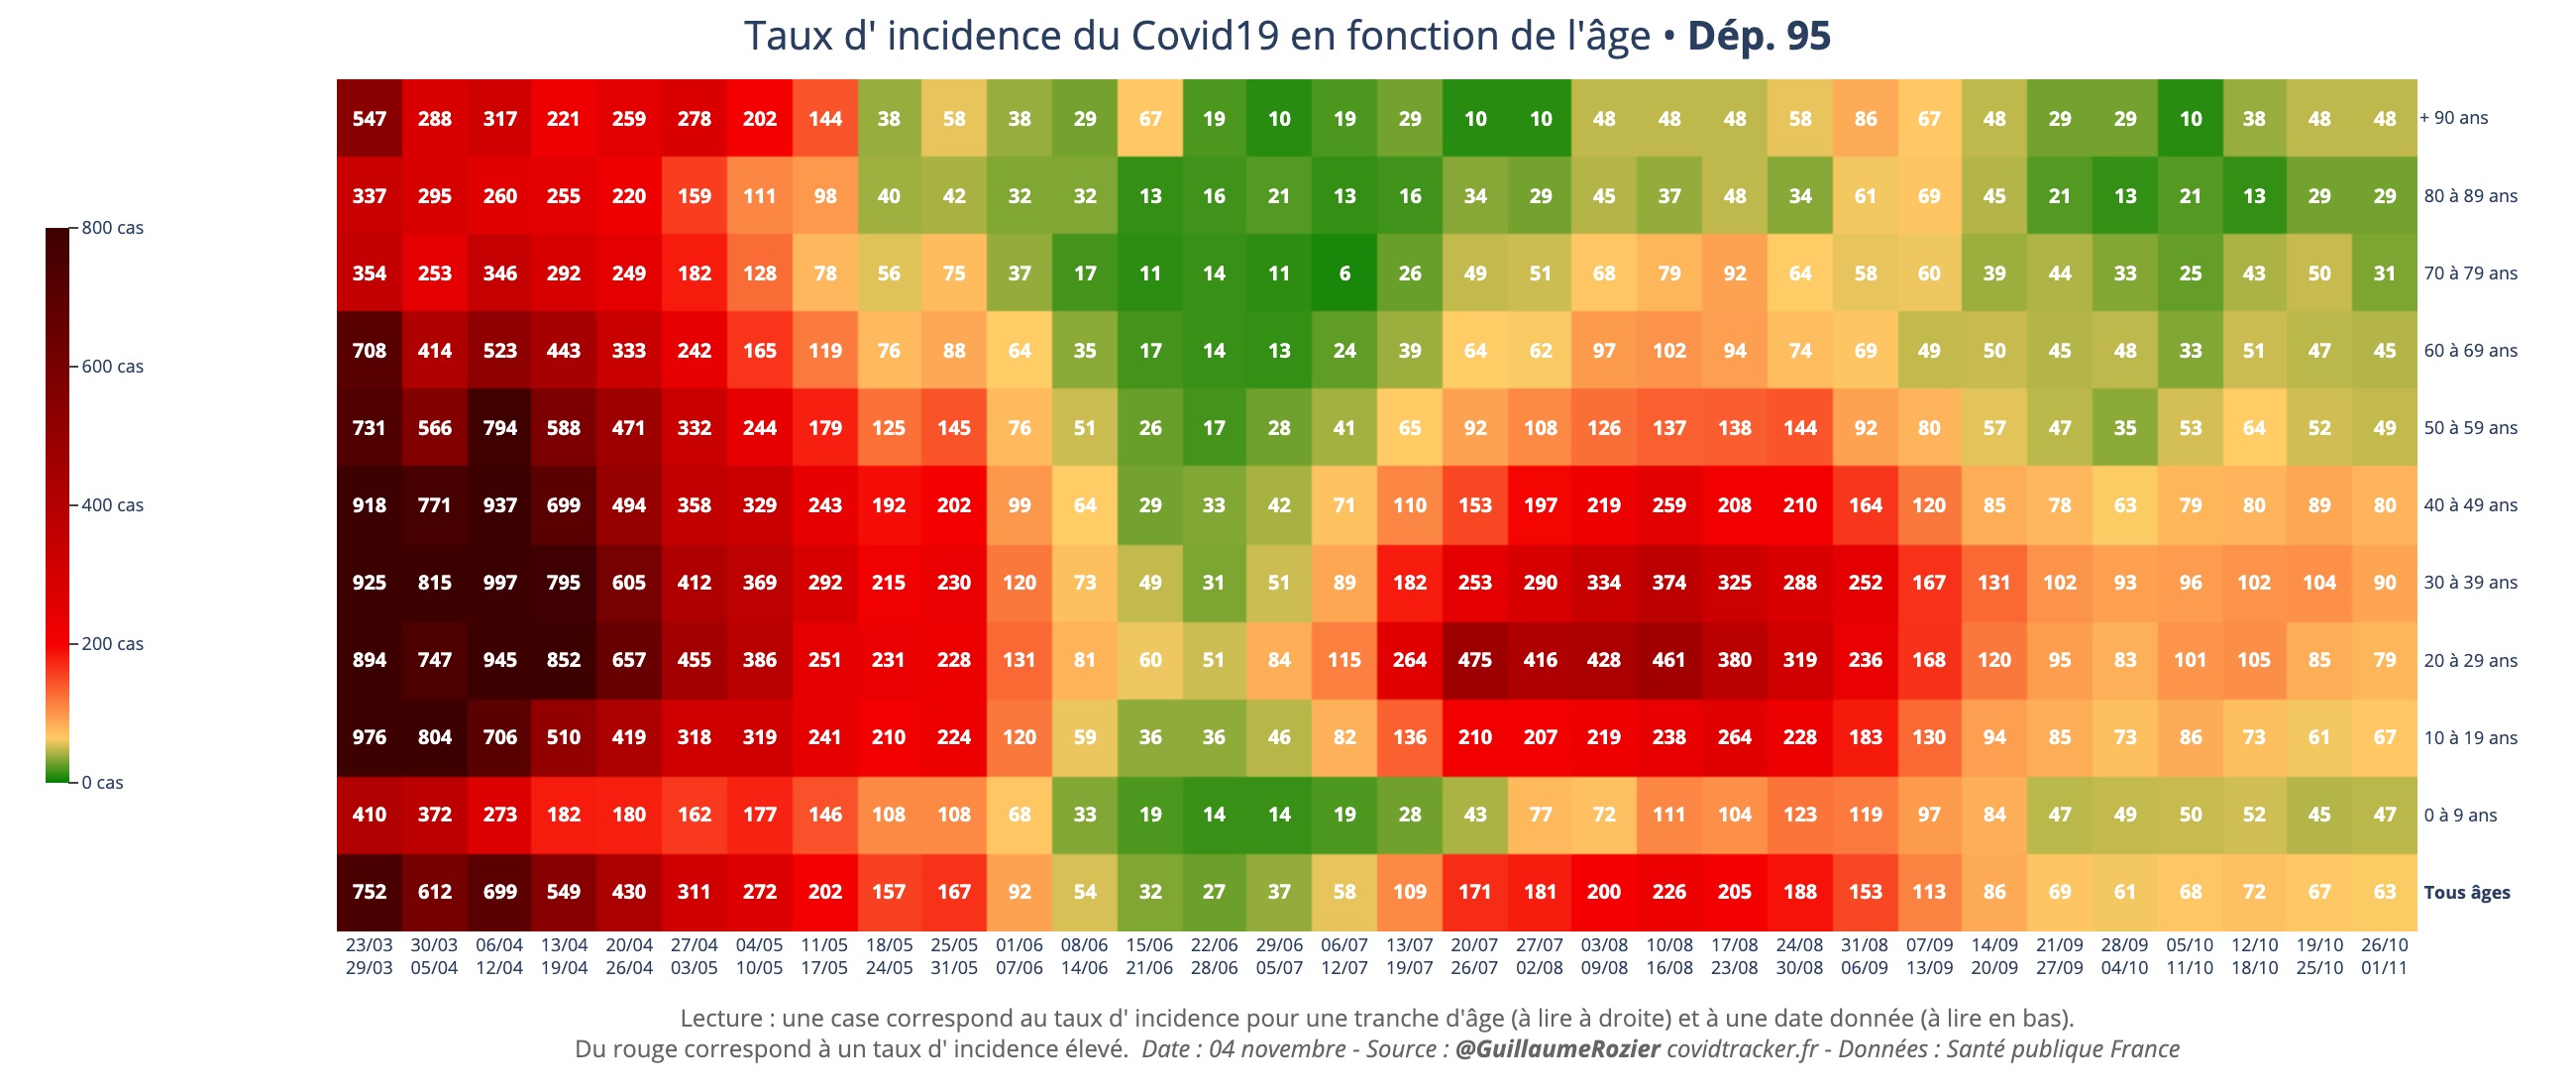 Taux d' incidence du Covid19 en fonction de l'âge • Dép. 95
547 288 317 221 259 278 202 144 38 58 38 29 67 19 10 19 29 10 10 48 48 48 58 86 67 48 29 29 10 38 48 48 + 90 ans
337 295 260 255 220 159 111 98 40 42 32 32 13 16 21 13 16 34 29 45 37 48 34 61 69 45 21 13 21 13 29 29 80 à 89 ans
800 cas
354 253 346 292 249 182 128 78 56 75 37 17 11 14 11 6 26 49 51 68 79 92 64 58 60 39 44 33 25 43 50 31 70 à 79 ans
708 414 523 443 333 242 165 119 76 88 64 35 17 14 13 24 39 64 62 97 102 94 74 69 49 50 45 48 33 51 47 45 60 à 69 ans
600 cas
731 566 794 588 471 332 244 179 125 145 76 51 26 17 28 41 65 92 108 126 137 138 144 92 80 57 47 35 53 64 52 49 50 à 59 ans
400 cas
918 771 937 699 494 358 329 243 192 202 99 64 29 33 42 71 110 153 197 219 259 208 210 164 120 85 78 63 79 80 89 80 40 à 49 ans
925 815 997 795 605 412 369 292 215 230 120 73 49 31 51 89 182 253 290 334 374 325 288 252 167 131 102 93 96 102 104 90 30 à 39 ans
200 cas
894 747 945 852 657 455 386 251 231 228 131 81 60 51 84 115 264 475 416 428 461 380 319 236 168 120 95 83 101 105 85 79 20 à 29 ans
976 804 706 510 419 318 319 241 210 224 120 59 36 36 46 82 136 210 207 219 238 264 228 183 130 94 85 73 86 73 61 67 10 à 19 ans
0 cas
410 372 273 182 180 162 177 146 108 108 68 33 19 14 14 19 28 43 77 72 111 104 123 119 97 84 47 49 50 52 45 47 0 à 9 ans
752 612 699 549 430 311 272 202 157 167 92 54 32 27 37 58 109 171 181 200 226 205 188 153 113 86 69 61 68 72 67 63 Tous âges
23/03 30/03 06/04 13/04 20/04 27/04 04/05 11/05 18/05 25/05 01/06 08/06 15/06 22/06 29/06 06/07 13/07 20/07 27/07 03/08 10/08 17/08 24/08 31/08 07/09 14/09 21/09 28/09 05/10 12/10 19/10 26/10
29/03 05/04 12/04 19/04 26/04 03/05 10/05 17/05 24/05 31/05 07/06 14/06 21/06 28/06 05/07 12/07 19/07 26/07 02/08 09/08 16/08 23/08 30/08 06/09 13/09 20/09 27/09 04/10 11/10 18/10 25/10 01/11
Lecture : une case correspond au taux d' incidence pour une tranche d'âge (à lire à droite) et à une date donnée (à lire en bas).
Du rouge correspond à un taux d' incidence élevé. Date : 04 novembre - Source : @GuillaumeRozier covidtracker.fr - Données : Santé publique France